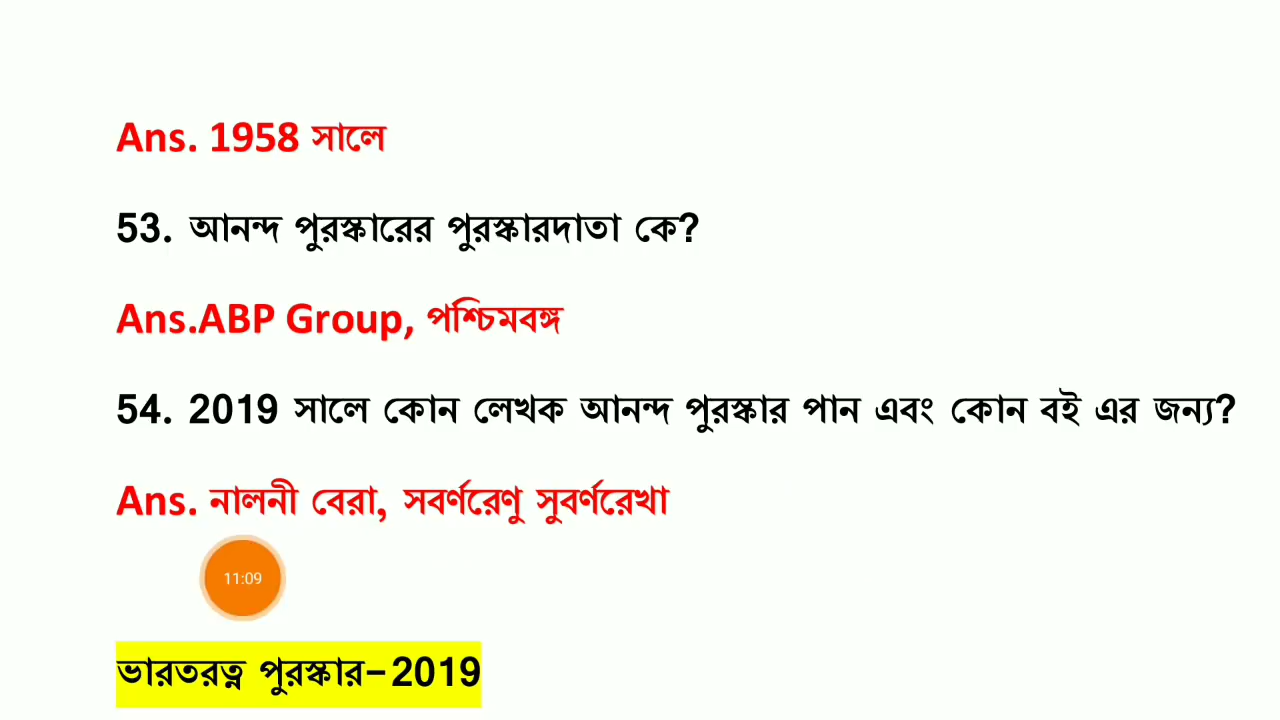 Ans. 1958 সালে
53. আনন্দ পুরস্কারের পুরস্কারদাতা কে?
Ans.ABP Group, পশ্চিমবঙ্গ
54. 2019 সালে কোন লেখক আনন্দ পুরস্কার পান এবং কোন বই এর জন্য?
Ans. নালনী বেরা, সবর্ণরেণু সুবর্ণরেখা
11:09
ভারতরত্ন পুরস্কার-2019